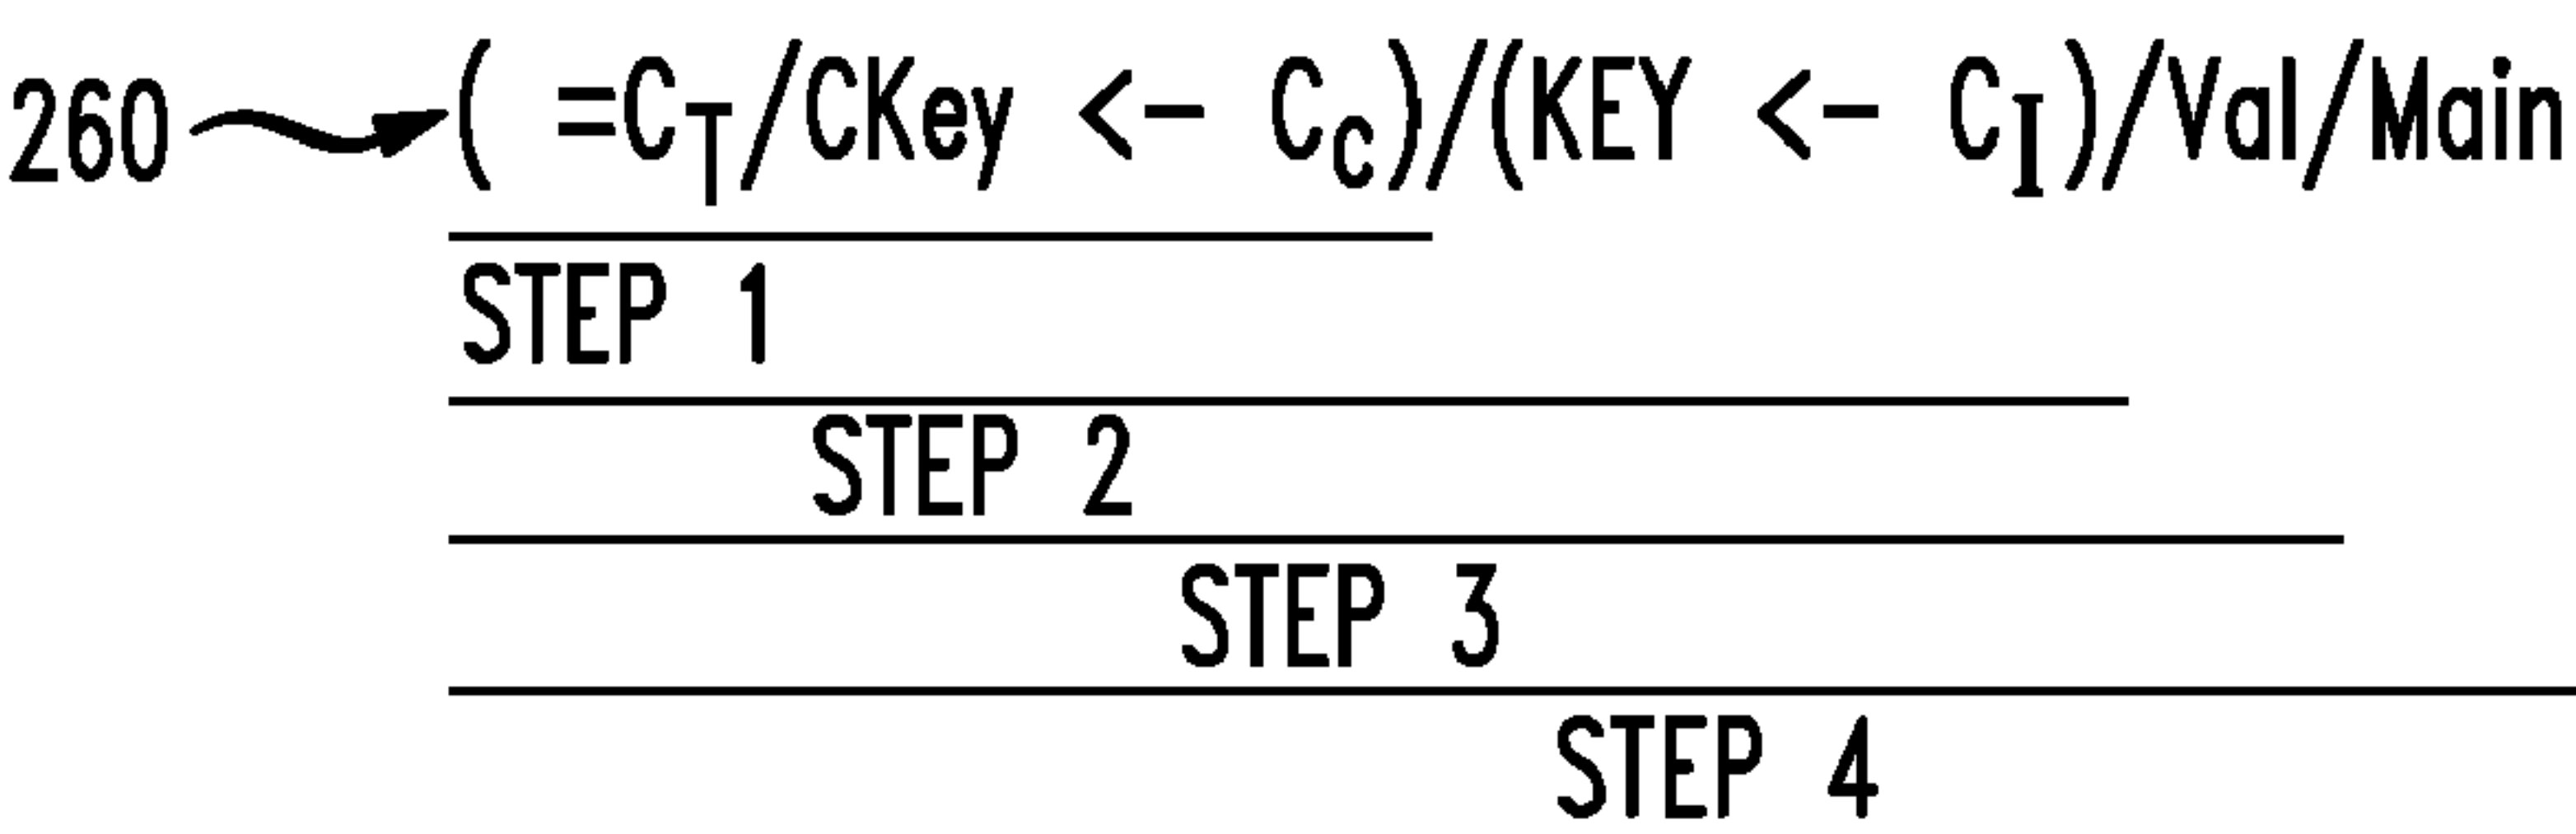 260 ( =C_T/CKey <- C_c)/(KEY <- C_I)/Val/Main
STEP 1
STEP 2
STEP 3
STEP 4